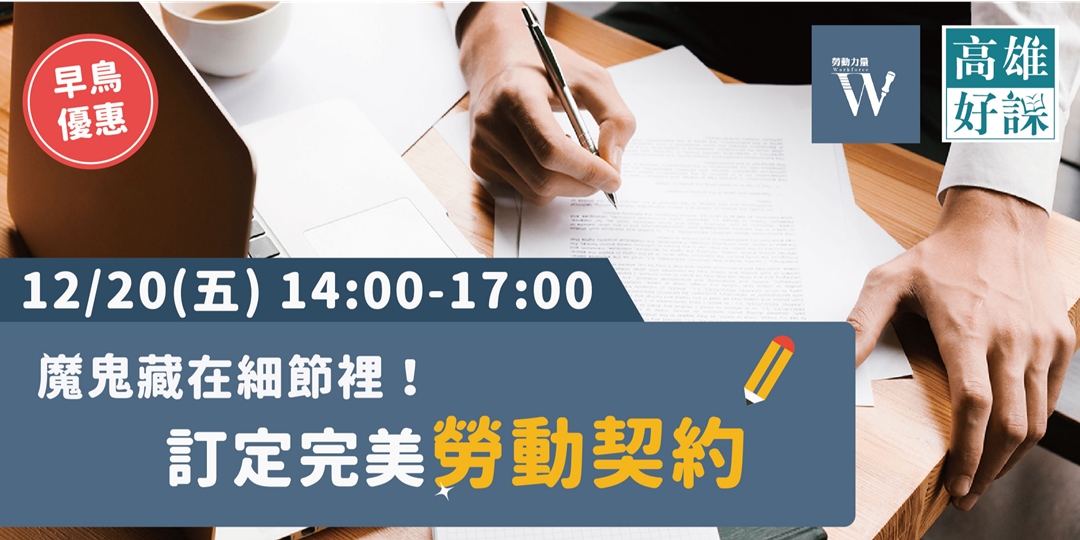 早鳥
優惠
勞動力量
Workforce
W
高雄
好課
12/20(五) 14:00-17:00
魔鬼藏在細節裡！
訂定完美勞動契約